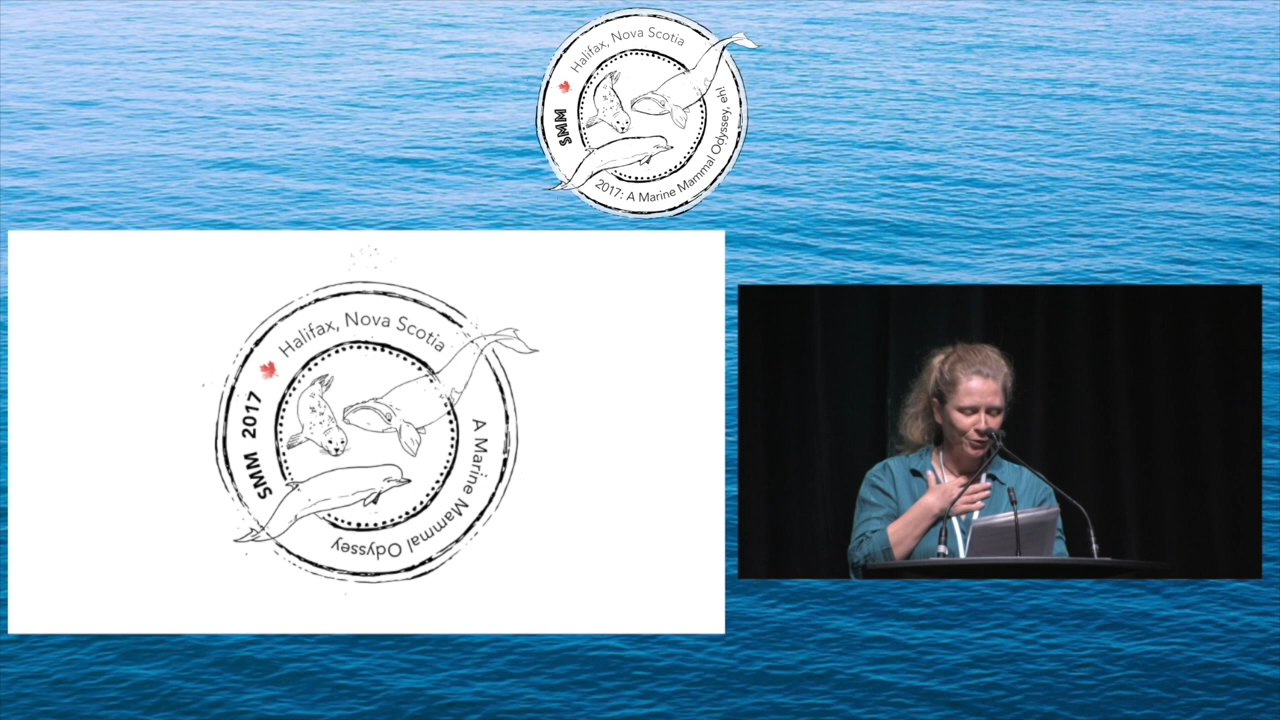 SMM
Halifax, Nova Scotia
2017: A Marine Mammal Odyssey, eh!
SMM 2017
Halifax, Nova Scotia
A Marine Mammal Odyssey